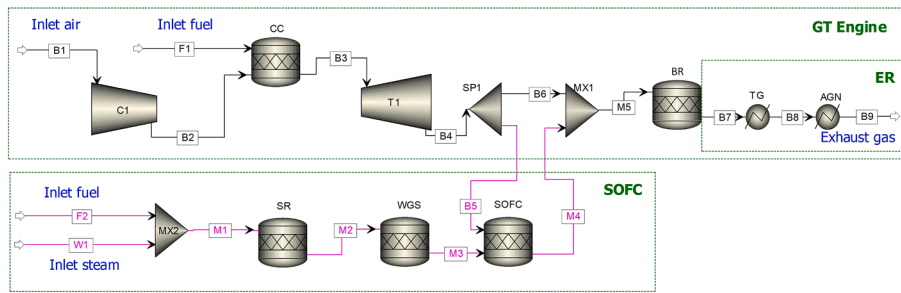 Inlet air
Inlet fuel
CC
GT Engine
B1
F1
B3
BR
ER
C1
T1
SP1
B6
MX1
M5
TG
AGN
B2
B4
B7
B8
B9
Exhaust gas
SOFC
Inlet fuel
F2
MX2
M1
SR
M2
WGS
M3
B5
SOFC
M4
W1
Inlet steam